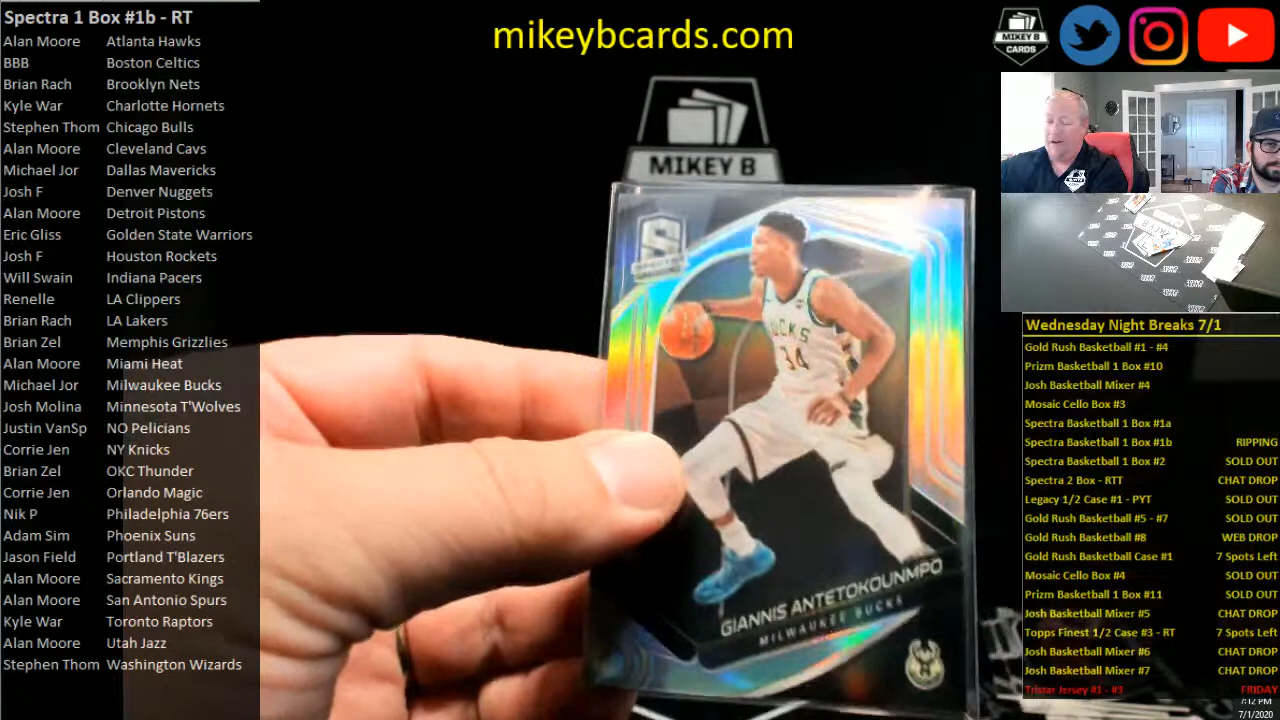 Spectra 1 Box #1b - RT
Alan Moore Atlanta Hawks
BBB Boston Celtics
Brian Rach Brooklyn Nets
Kyle War Charlotte Hornets
Stephen Thom Chicago Bulls
Alan Moore Cleveland Cavs
Michael Jor Dallas Mavericks
Josh F Denver Nuggets
Alan Moore Detroit Pistons
Eric Gliss Golden State Warriors
Josh F Houston Rockets
Will Swain Indiana Pacers
Renelle LA Clippers
Brian Rach LA Lakers
Brian Zel Memphis Grizzlies
Alan Moore Miami Heat
Michael Jor Milwaukee Bucks
Josh Molina Minnesota T'Wolves
Justin VanSp NO Pelicians
Corrie Jen NY Knicks
Brian Zel OKC Thunder
Corrie Jen Orlando Magic
Nik P Philadelphia 76ers
Adam Sim Phoenix Suns
Jason Field Portland T'Blazers
Alan Moore Sacramento Kings
Alan Moore San Antonio Spurs
Kyle War Toronto Raptors
Alan Moore Utah Jazz
Stephen Thom Washington Wizards
mikeybcards.com
MIKEY B
S
SPECTRA
BUCKS
34
GIANNIS ANTETOKOUNMPO
MILWAUKEE BUCKS
MIKEY B
CARDS
Wednesday Night Breaks 7/1
Gold Rush Basketball #1 - #4
Prizm Basketball 1 Box #10
Josh Basketball Mixer #4
Mosaic Cello Box #3
Spectra Basketball 1 Box #1a
Spectra Basketball 1 Box #1b RIPPING
Spectra Basketball 1 Box #2 SOLD OUT
Spectra 2 Box - RTT CHAT DROP
Legacy 1/2 Case #1 - PYT SOLD OUT
Gold Rush Basketball #5 - #7 SOLD OUT
Gold Rush Basketball #8 WEB DROP
Gold Rush Basketball Case #1 7 Spots Left
Mosaic Cello Box #4 SOLD OUT
Prizm Basketball 1 Box #11 SOLD OUT
Josh Basketball Mixer #5 CHAT DROP
Topps Finest 1/2 Case #3 - RT 7 Spots Left
Josh Basketball Mixer #6 CHAT DROP
Josh Basketball Mixer #7 CHAT DROP
Tristar Jersey #1 - #3 FRIDAY
7:12 PM
7/1/2020